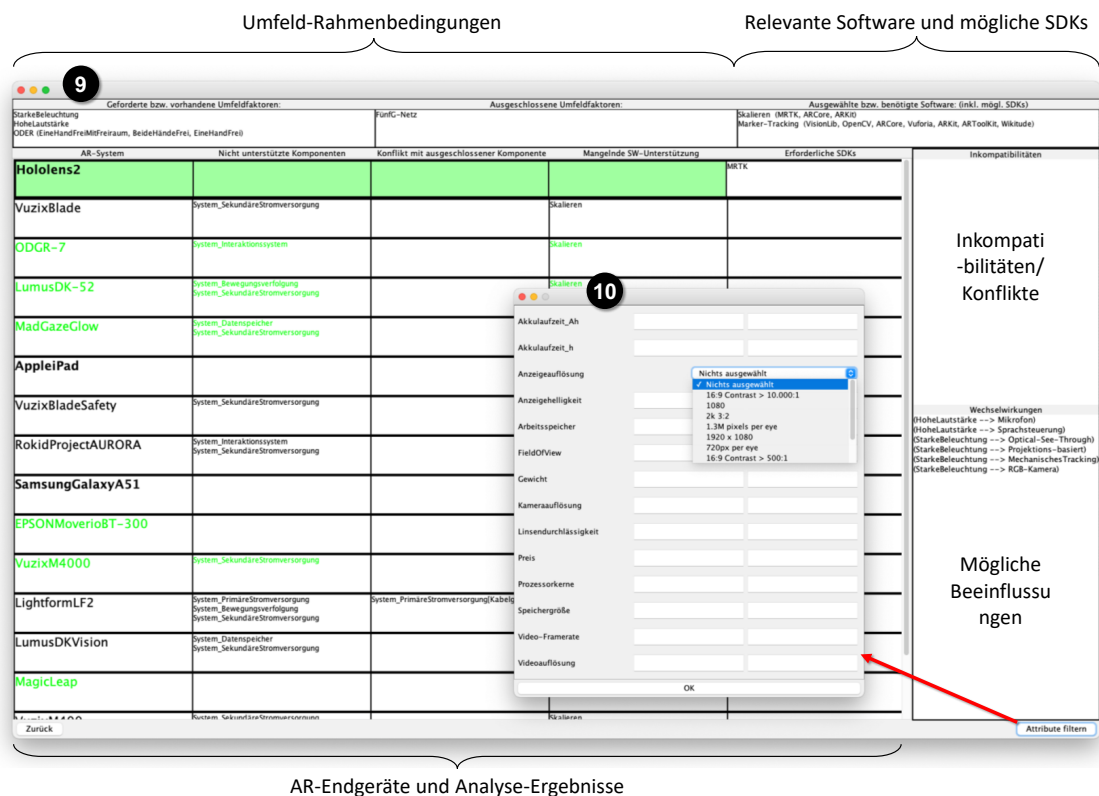 Umfeld-Rahmenbedingungen
Relevante Software und mögliche SDKs
9
Geforderte bzw. vorhandene Umfeldfaktoren:
StarkeBeleuchtung
HoheLautstärke
ODER (EineHandFreiMitFreiraum, BeideHändeFrei, EineHandFrei)
Ausgeschlossene Umfeldfaktoren:
FünfG-Netz
Ausgewählte bzw. benötigte Software: (inkl. mögl. SDKs)
Skalieren (MRTK, ARCore, ARKit)
Marker-Tracking (VisionLib, OpenCV, ARCore, Vuforia, ARKit, ARToolKit, Wikitude)
AR-System
Nicht unterstützte Komponenten
Konflikt mit ausgeschlossener Komponente
Mangelnde SW-Unterstützung
Erforderliche SDKs
Hololens2
MRTK
VuzixBlade
System_SekundäreStromversorgung
Skalieren
ODGR-7
System_Interaktionssystem
Skalieren
LumusDK-52
System_Bewegungsverfolgung
System_SekundäreStromversorgung
Skalieren
MadGazeGlow
System_Datenspeicher
System_SekundäreStromversorgung
AppleiPad
VuzixBladeSafety
System_SekundäreStromversorgung
RokidProjectAURORA
System_Interaktionssystem
System_SekundäreStromversorgung
SamsungGalaxyA51
EPSONMoverioBT-300
VuzixM4000
System_SekundäreStromversorgung
LightformLF2
System_PrimäreStromversorgung
System_Bewegungsverfolgung
System_SekundäreStromversorgung
System_PrimäreStromversorgung[Kabelg
LumusDKVision
System_Datenspeicher
System_SekundäreStromversorgung
MagicLeap
VuzixM400
System_SekundäreStromversorgung
Skalieren
Zurück
10
Akkulaufzeit_Ah
Akkulaufzeit_h
Anzeigeauflösung
Nichts ausgewählt
✓ Nichts ausgewählt
16:9 Contrast > 10.000:1
1080
2k 3:2
1.3M pixels per eye
1920 x 1080
720px per eye
16:9 Contrast > 500:1
Anzeigehelligkeit
Arbeitsspeicher
FieldOfView
Gewicht
Kameraauflösung
Linsendurchlässigkeit
Preis
Prozessorkerne
Speichergröße
Video-Framerate
Videoauflösung
OK
Inkompatibilitäten
Inkompati
-bilitäten/
Konflikte
Wechselwirkungen
(HoheLautstärke --> Mikrofon)
(HoheLautstärke --> Sprachsteuerung)
(StarkeBeleuchtung --> Optical-See-Through)
(StarkeBeleuchtung --> Projektions-basiert)
(StarkeBeleuchtung --> MechanischesTracking)
(StarkeBeleuchtung --> RGB-Kamera)
Mögliche
Beeinflussu
ngen
Attribute filtern
AR-Endgeräte und Analyse-Ergebnisse